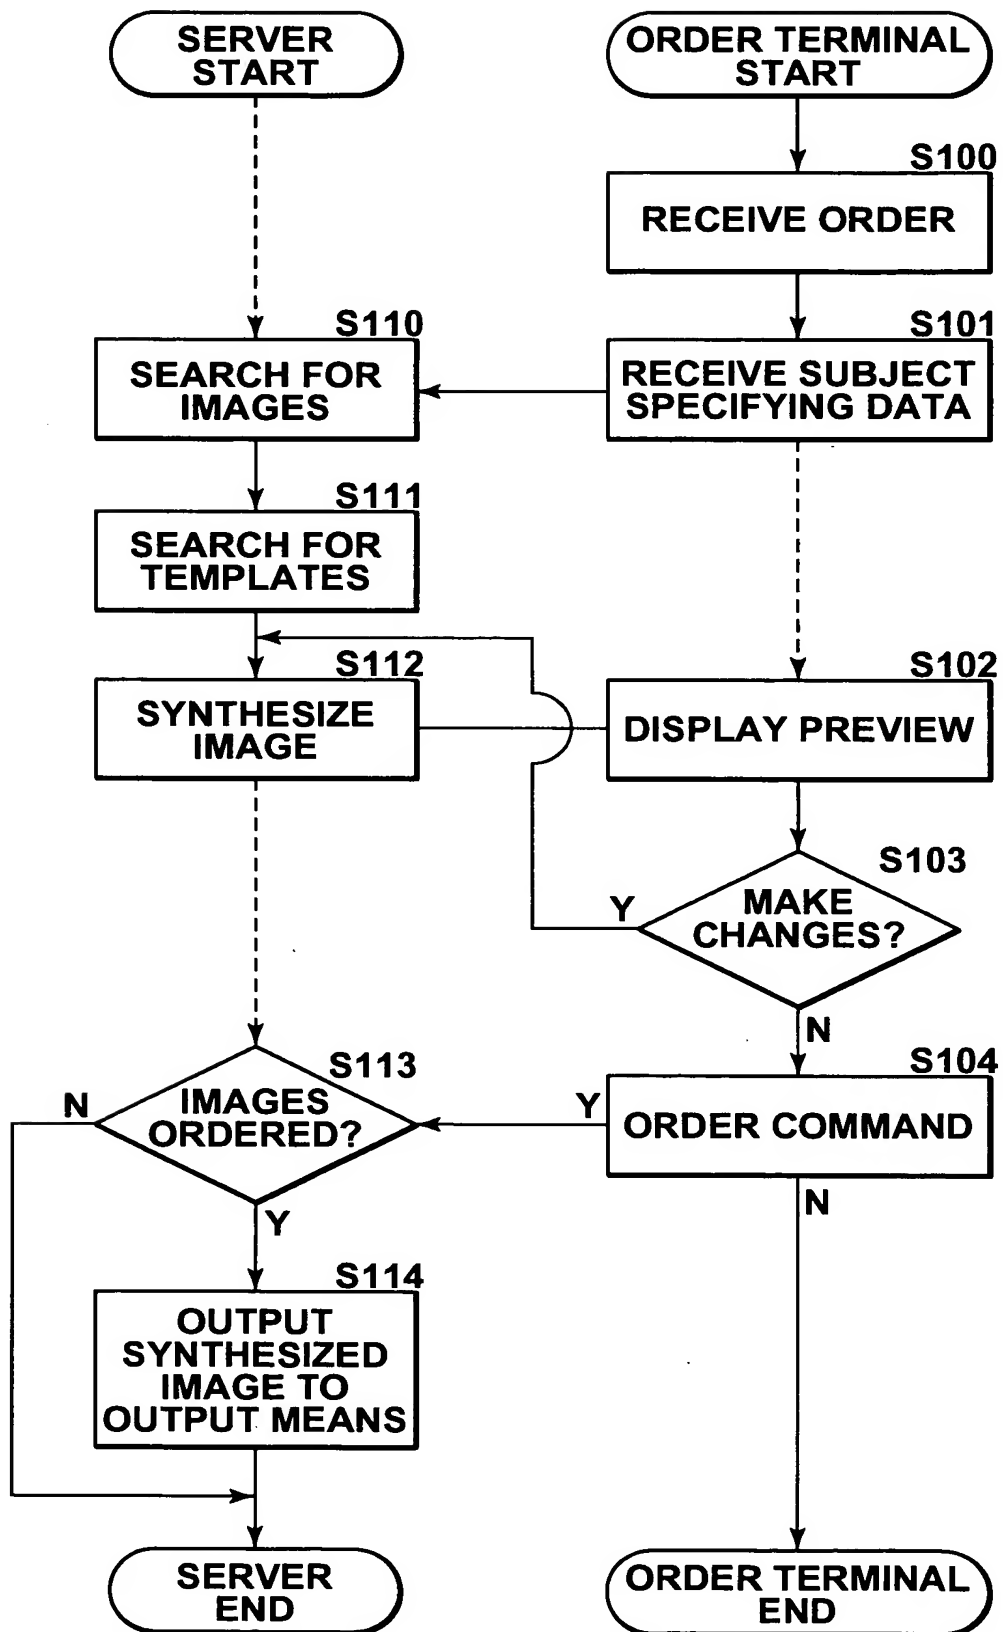 SERVER
START
ORDER TERMINAL
START
S100
RECEIVE ORDER
S110
SEARCH FOR
IMAGES
S101
RECEIVE SUBJECT
SPECIFYING DATA
S111
SEARCH FOR
TEMPLATES
S112
SYNTHESIZE
IMAGE
S102
DISPLAY PREVIEW
S103
MAKE
CHANGES?
Y
N
S113
IMAGES
ORDERED?
N
Y
S104
ORDER COMMAND
Y
N
S114
OUTPUT
SYNTHESIZED
IMAGE TO
OUTPUT MEANS
SERVER
END
ORDER TERMINAL
END